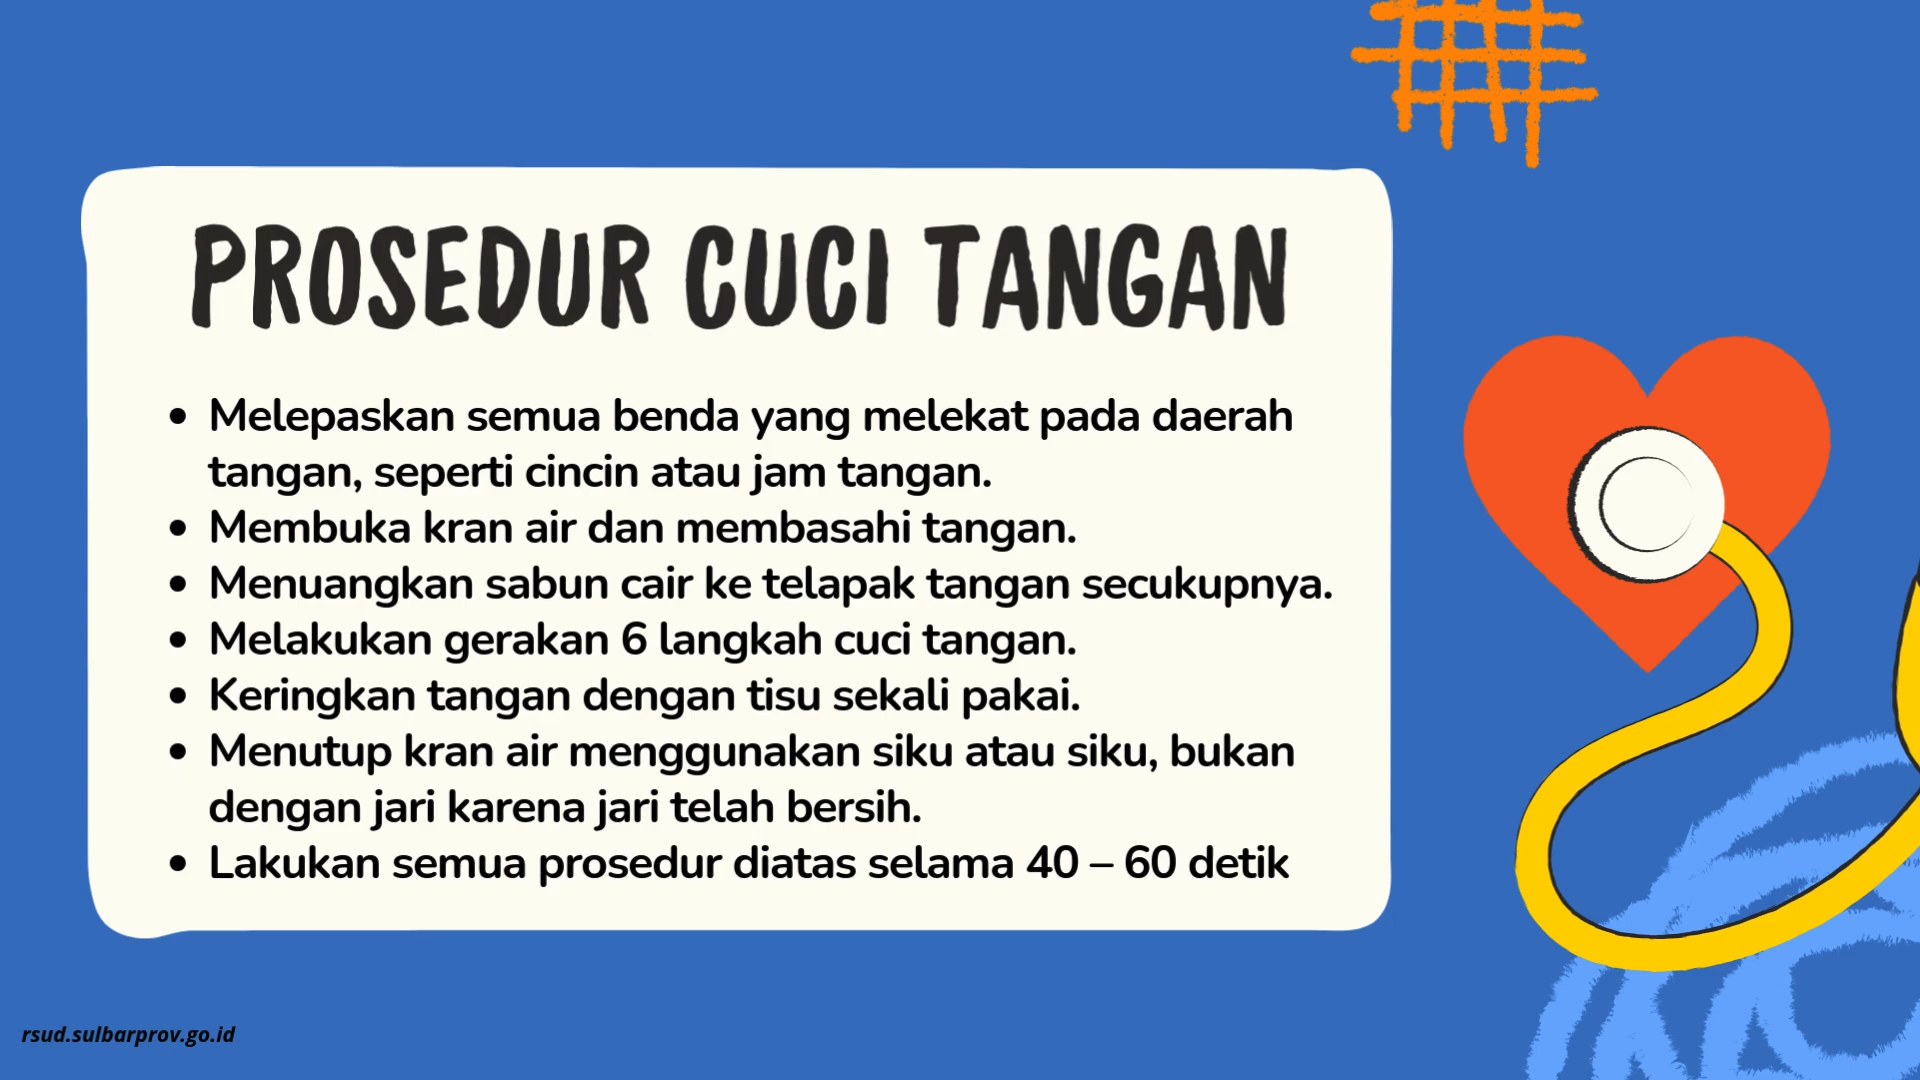 PROSEDUR CUCI TANGAN
• Melepaskan semua benda yang melekat pada daerah
tangan, seperti cincin atau jam tangan.
• Membuka kran air dan membasahi tangan.
• Menuangkan sabun cair ke telapak tangan secukupnya.
• Melakukan gerakan 6 langkah cuci tangan.
• Keringkan tangan dengan tisu sekali pakai.
• Menutup kran air menggunakan siku atau siku, bukan
dengan jari karena jari telah bersih.
• Lakukan semua prosedur diatas selama 40 – 60 detik
rsud.sulbarprov.go.id